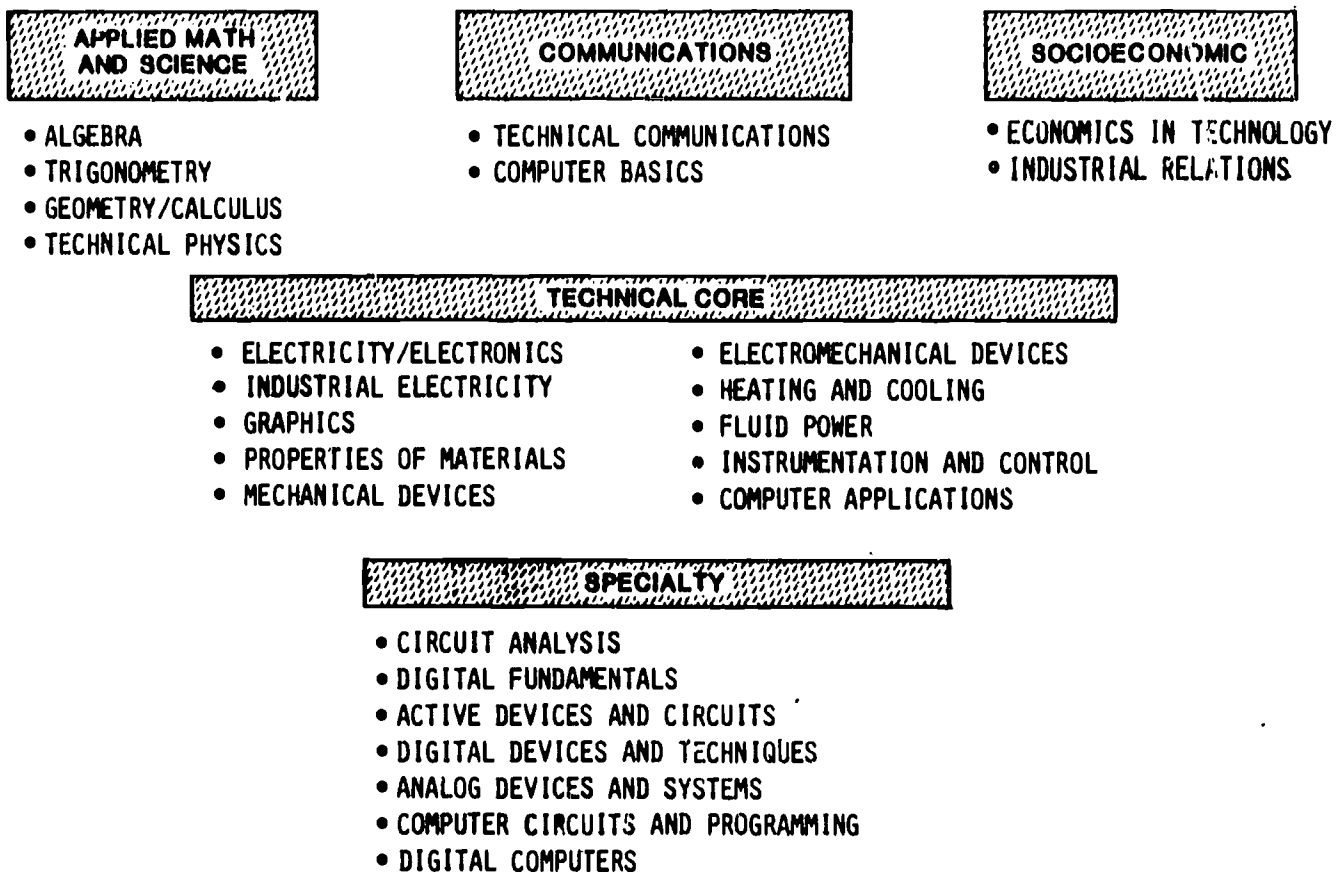 APPLIED MATH
AND SCIENCE
• ALGEBRA
• TRIGONOMETRY
• GEOMETRY/CALCULUS
• TECHNICAL PHYSICS
COMMUNICATIONS
• TECHNICAL COMMUNICATIONS
• COMPUTER BASICS
SOCIOECONOMIC
• ECONOMICS IN TECHNOLOGY
• INDUSTRIAL RELATIONS
TECHNICAL CORE
• ELECTRICITY/ELECTRONICS
• INDUSTRIAL ELECTRICITY
• GRAPHICS
• PROPERTIES OF MATERIALS
• MECHANICAL DEVICES
• ELECTROMECHANICAL DEVICES
• HEATING AND COOLING
• FLUID POWER
• INSTRUMENTATION AND CONTROL
• COMPUTER APPLICATIONS
SPECIALTY
• CIRCUIT ANALYSIS
• DIGITAL FUNDAMENTALS
• ACTIVE DEVICES AND CIRCUITS
• DIGITAL DEVICES AND TECHNIQUES
• ANALOG DEVICES AND SYSTEMS
• COMPUTER CIRCUITS AND PROGRAMMING
• DIGITAL COMPUTERS